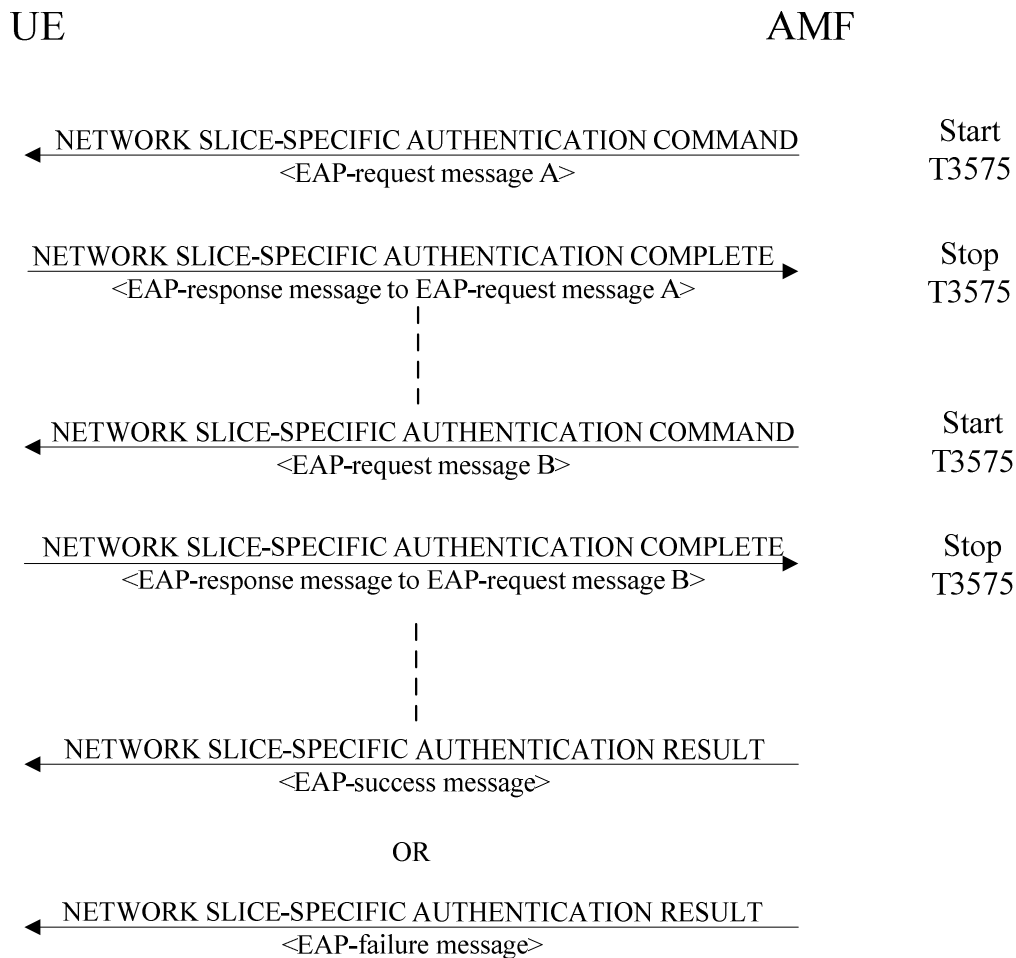 UE AMF
NETWORK SLICE-SPECIFIC AUTHENTICATION COMMAND
<EAP-request message A>
Start
T3575
NETWORK SLICE-SPECIFIC AUTHENTICATION COMPLETE
<EAP-response message to EAP-request message A>
Stop
T3575
NETWORK SLICE-SPECIFIC AUTHENTICATION COMMAND
<EAP-request message B>
Start
T3575
NETWORK SLICE-SPECIFIC AUTHENTICATION COMPLETE
<EAP-response message to EAP-request message B>
Stop
T3575
NETWORK SLICE-SPECIFIC AUTHENTICATION RESULT
<EAP-success message>
OR
NETWORK SLICE-SPECIFIC AUTHENTICATION RESULT
<EAP-failure message>